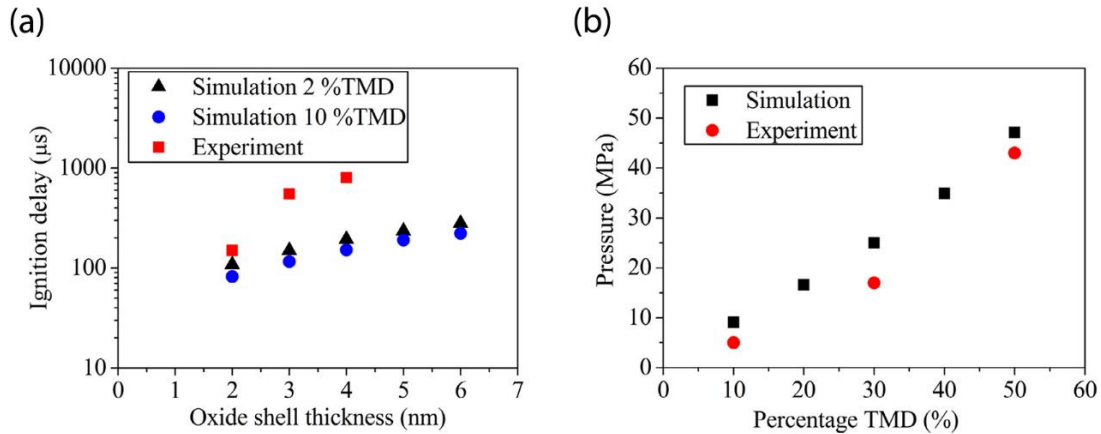 (a)
10000
1000
100
10
Ignition delay (µs)
Simulation 2 %TMD
Simulation 10 %TMD
Experiment
0 1 2 3 4 5 6 7
Oxide shell thickness (nm)
(b)
60
50
40
30
20
10
0
Pressure (MPa)
Simulation
Experiment
0 10 20 30 40 50 60
Percentage TMD (%)